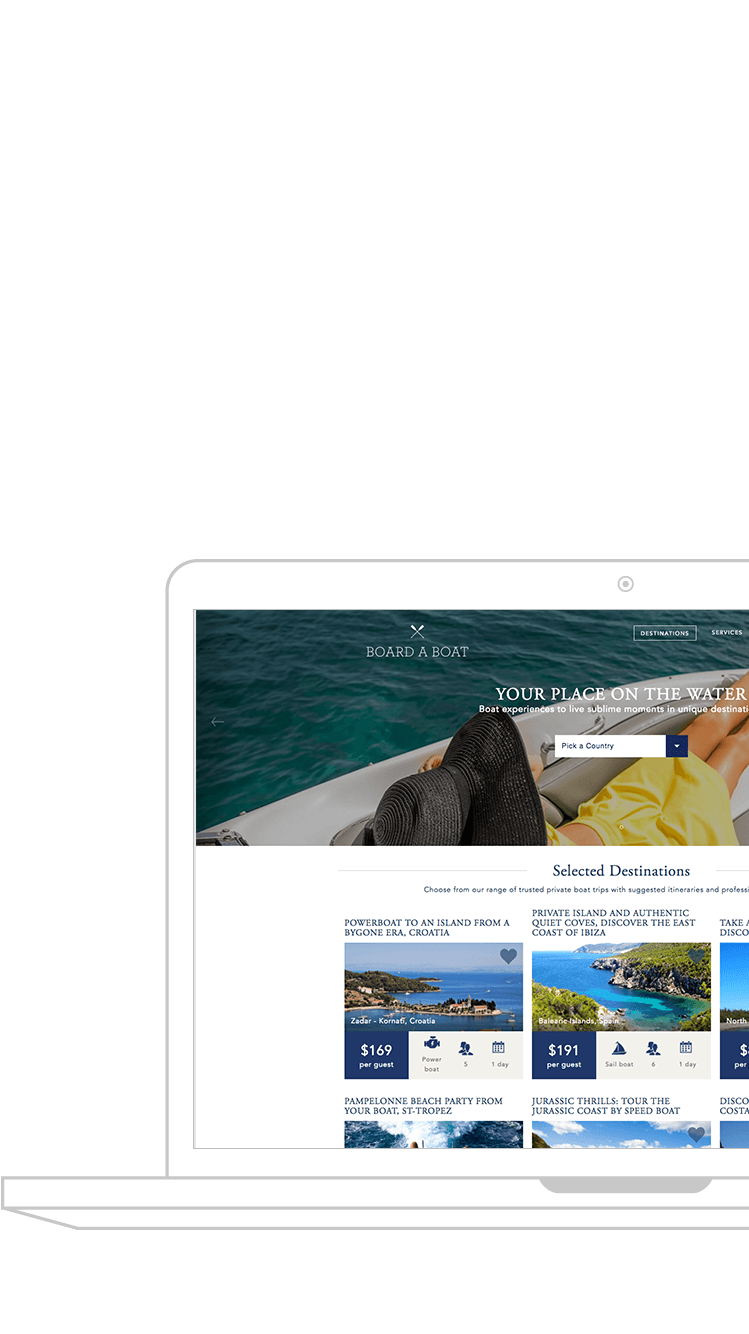 BOARD A BOAT
DESTINATIONS
SERVICES
YOUR PLACE ON THE WATER
Boat experiences to live sublime moments in unique
Pick a Country
Selected Destinations
Choose from our range of trusted private boat trips with suggested itineraries and
POWERBOAT TO AN ISLAND FROM A
BYGONE ERA, CROATIA
Zadar - Kornati, Croatia
$169
per guest
Power
boat
5
1 day
PRIVATE ISLAND AND AUTHENTIC
QUIET COVES, DISCOVER THE EAST
COAST OF IBIZA
Balearic Islands, Spain
$191
per guest
Sail boat
6
1 day
TAKE
North
per
PAMPELONNE BEACH PARTY FROM
YOUR BOAT, ST-TROPEZ
JURASSIC THRILLS: TOUR THE
JURASSIC COAST BY SPEED BOAT